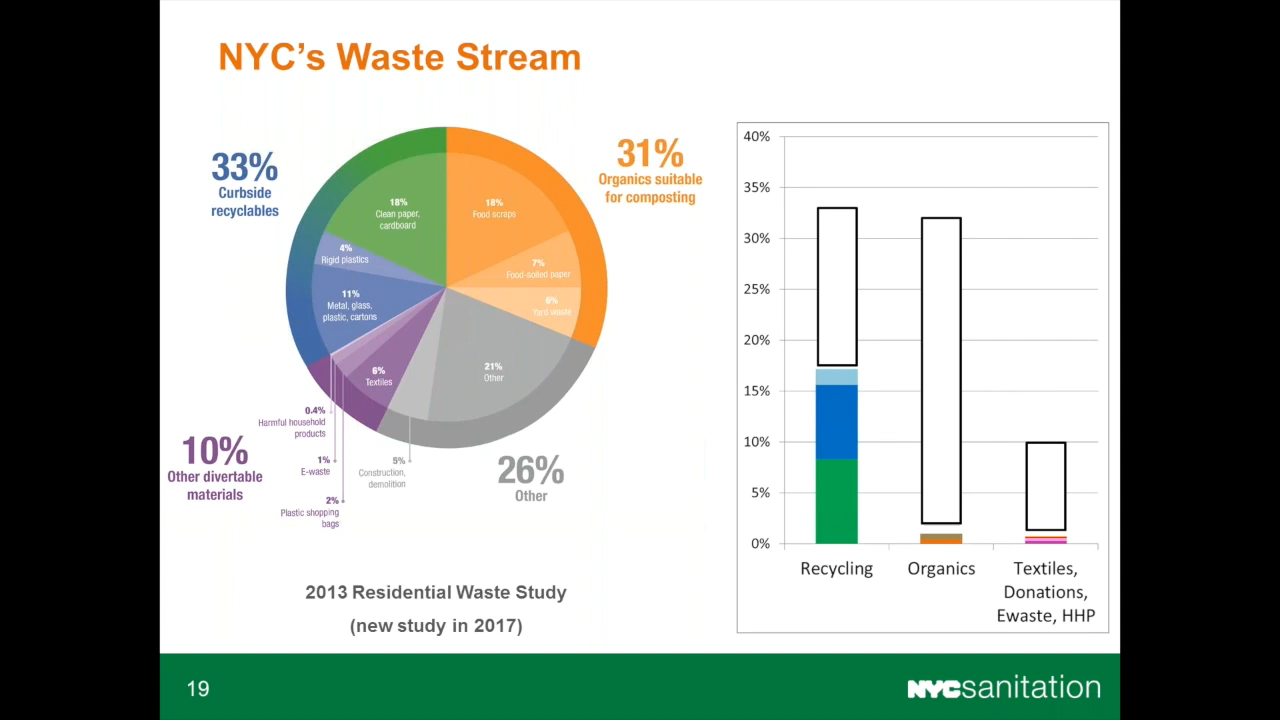 NYC's Waste Stream
33%
Curbside
recyclables
31%
Organics suitable
for composting
18%
Clean paper,
cardboard
18%
Food scraps
4%
Rigid plastics
7%
Food-soiled paper
11%
Metal, glass,
plastic, cartons
6%
Yard waste
6%
Textiles
21%
Other
0.4%
Harmful household
products
10%
Other divertable
materials
1%
E-waste
5%
Construction,
demolition
2%
Plastic shopping
bags
26%
Other
2013 Residential Waste Study
(new study in 2017)
40%
35%
30%
25%
20%
15%
10%
5%
0%
Recycling
Organics
Textiles,
Donations,
Ewaste, HHP
19
NYCsanitation